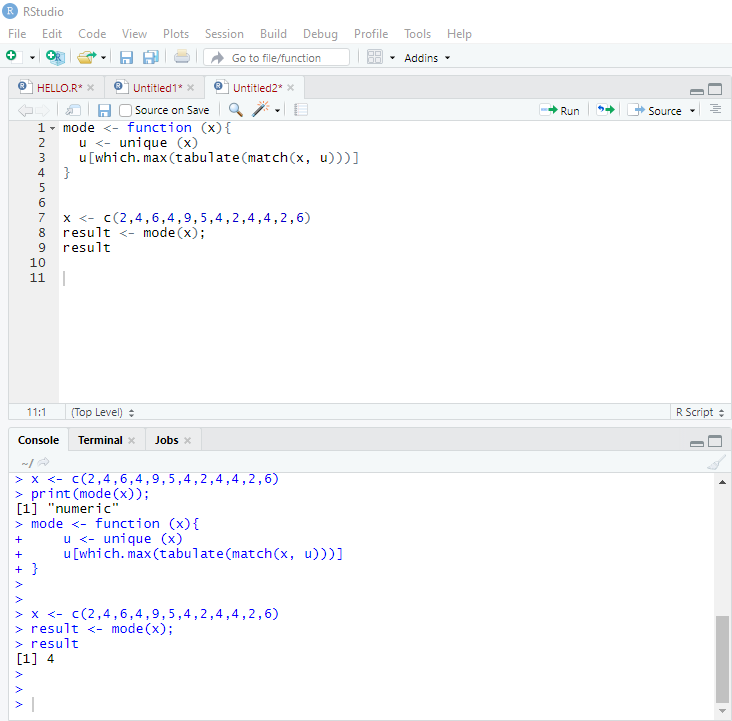 RStudio
File Edit Code View Plots Session Build Debug Profile Tools Help
Go to file/function Addins
HELLO.R* Untitled1* Untitled2*
Source on Save Run Source
1 mode <- function (x){
2   u <- unique (x)
3   u[which.max(tabulate(match(x, u)))]
4 }
5
6
7 x <- c(2,4,6,4,9,5,4,2,4,4,2,6)
8 result <- mode(x);
9 result
10
11
11:1 (Top Level) R Script
Console Terminal Jobs
~/
> x <- c(2,4,6,4,9,5,4,2,4,4,2,6)
> print(mode(x));
[1] "numeric"
> mode <- function (x){
+     u <- unique (x)
+     u[which.max(tabulate(match(x, u)))]
+ }
>
>
> x <- c(2,4,6,4,9,5,4,2,4,4,2,6)
> result <- mode(x);
> result
[1] 4
>
>
>